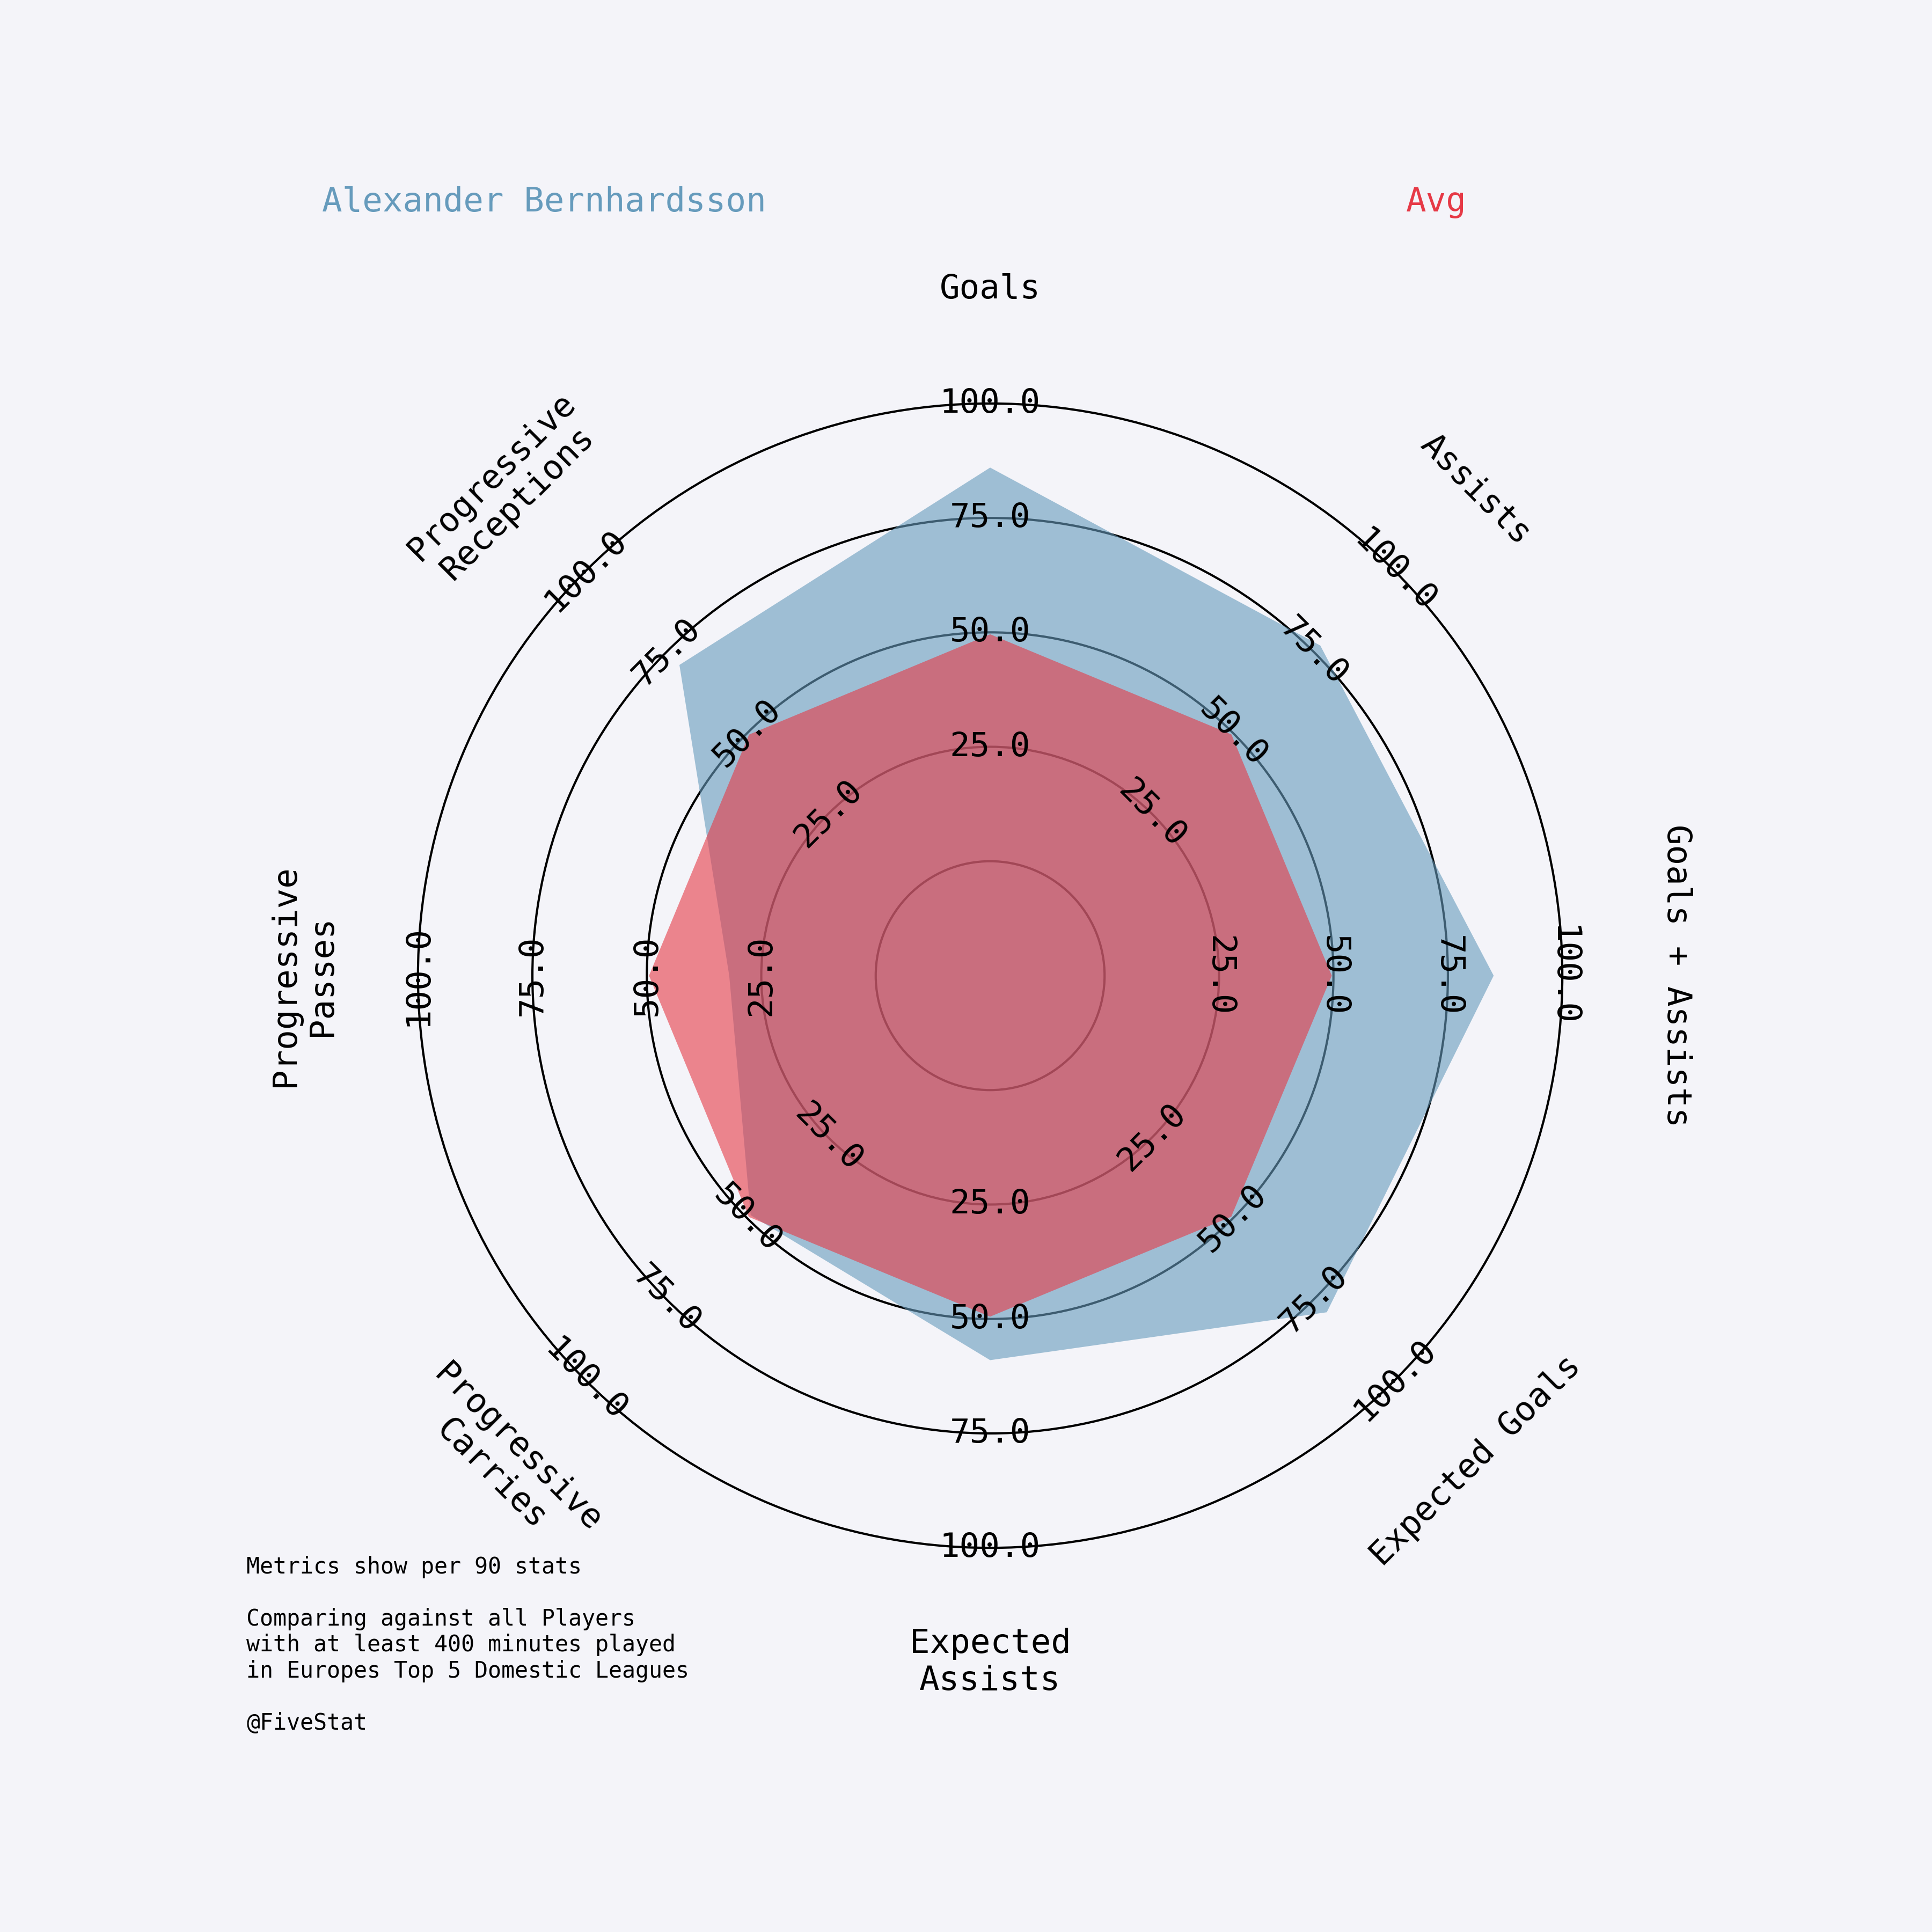 Alexander Bernhardsson
Avg
Goals
Assists
Goals + Assists
Expected Goals
Expected
Assists
Progressive
Carries
Progressive
Passes
Progressive
Receptions
25.0
50.0
75.0
100.0
25.0
50.0
75.0
100.0
25.0
50.0
75.0
100.0
25.0
50.0
75.0
100.0
25.0
50.0
75.0
100.0
25.0
50.0
75.0
100.0
25.0
50.0
75.0
100.0
25.0
50.0
75.0
100.0
Metrics show per 90 stats
Comparing against all Players
with at least 400 minutes played
in Europes Top 5 Domestic Leagues
@FiveStat